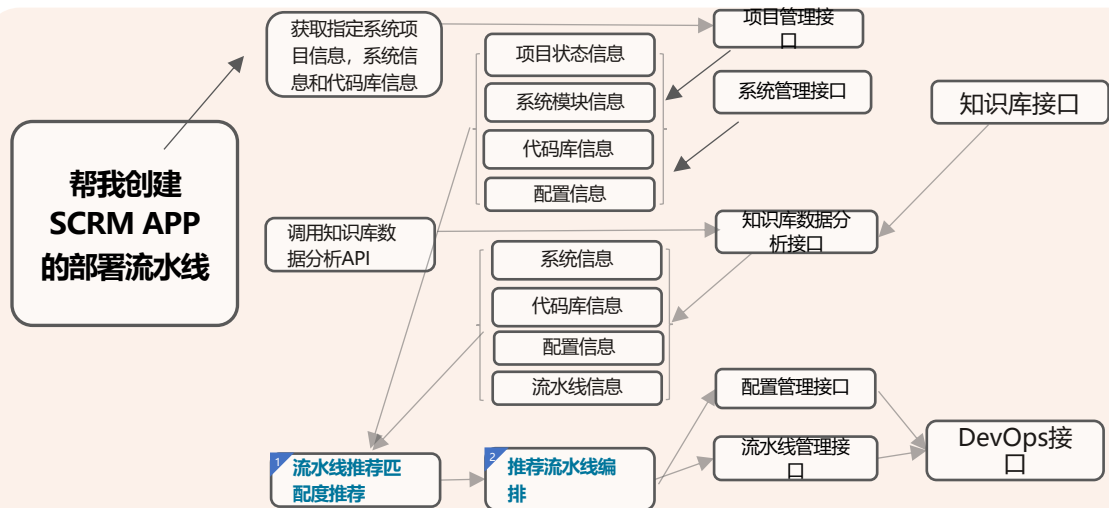 获取指定系统项
目信息，系统信
息和代码库信息
项目管理接
口
项目状态信息
系统模块信息
代码库信息
配置信息
系统管理接口
知识库接口
帮我创建
SCRM APP
的部署流水线
调用知识库数
据分析API
知识库数据分
析接口
系统信息
代码库信息
配置信息
流水线信息
配置管理接口
流水线管理接
口
DevOps接
口
1
流水线推荐匹
配度推荐
2
推荐流水线编
排